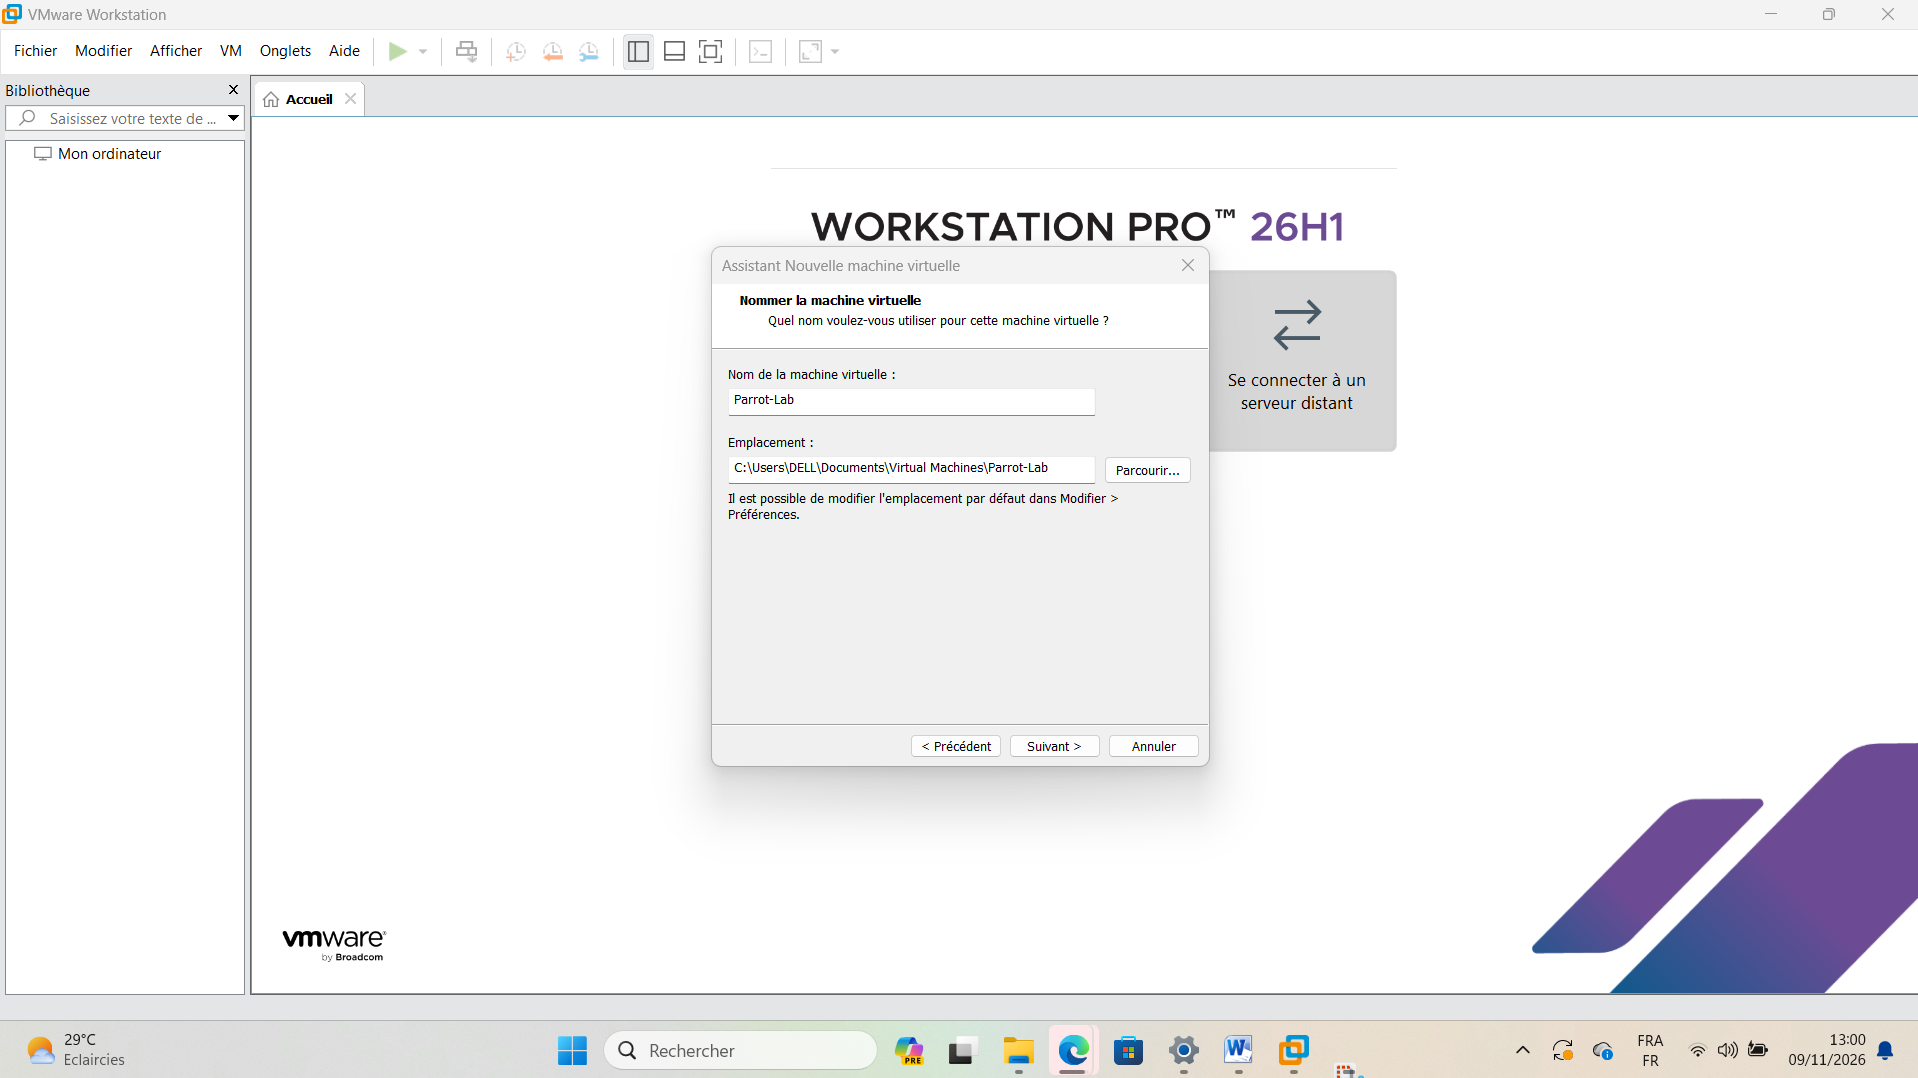 VMware Workstation
Fichier Modifier Afficher VM Onglets Aide
Bibliothèque
Saisissez votre texte de ...
Mon ordinateur
Accueil
WORKSTATION PRO™ 26H1
Assistant Nouvelle machine virtuelle
Nommer la machine virtuelle
Quel nom voulez-vous utiliser pour cette machine virtuelle ?
Nom de la machine virtuelle :
Parrot-Lab
Emplacement :
C:\Users\DELL\Documents\Virtual Machines\Parrot-Lab
Parcourir...
Il est possible de modifier l'emplacement par défaut dans Modifier >
Préférences.
< Précédent Suivant > Annuler
Se connecter à un
serveur distant
vmware®
by Broadcom
29°C
Eclaircies
Rechercher
PRE
FRA
FR
13:00
09/11/2026